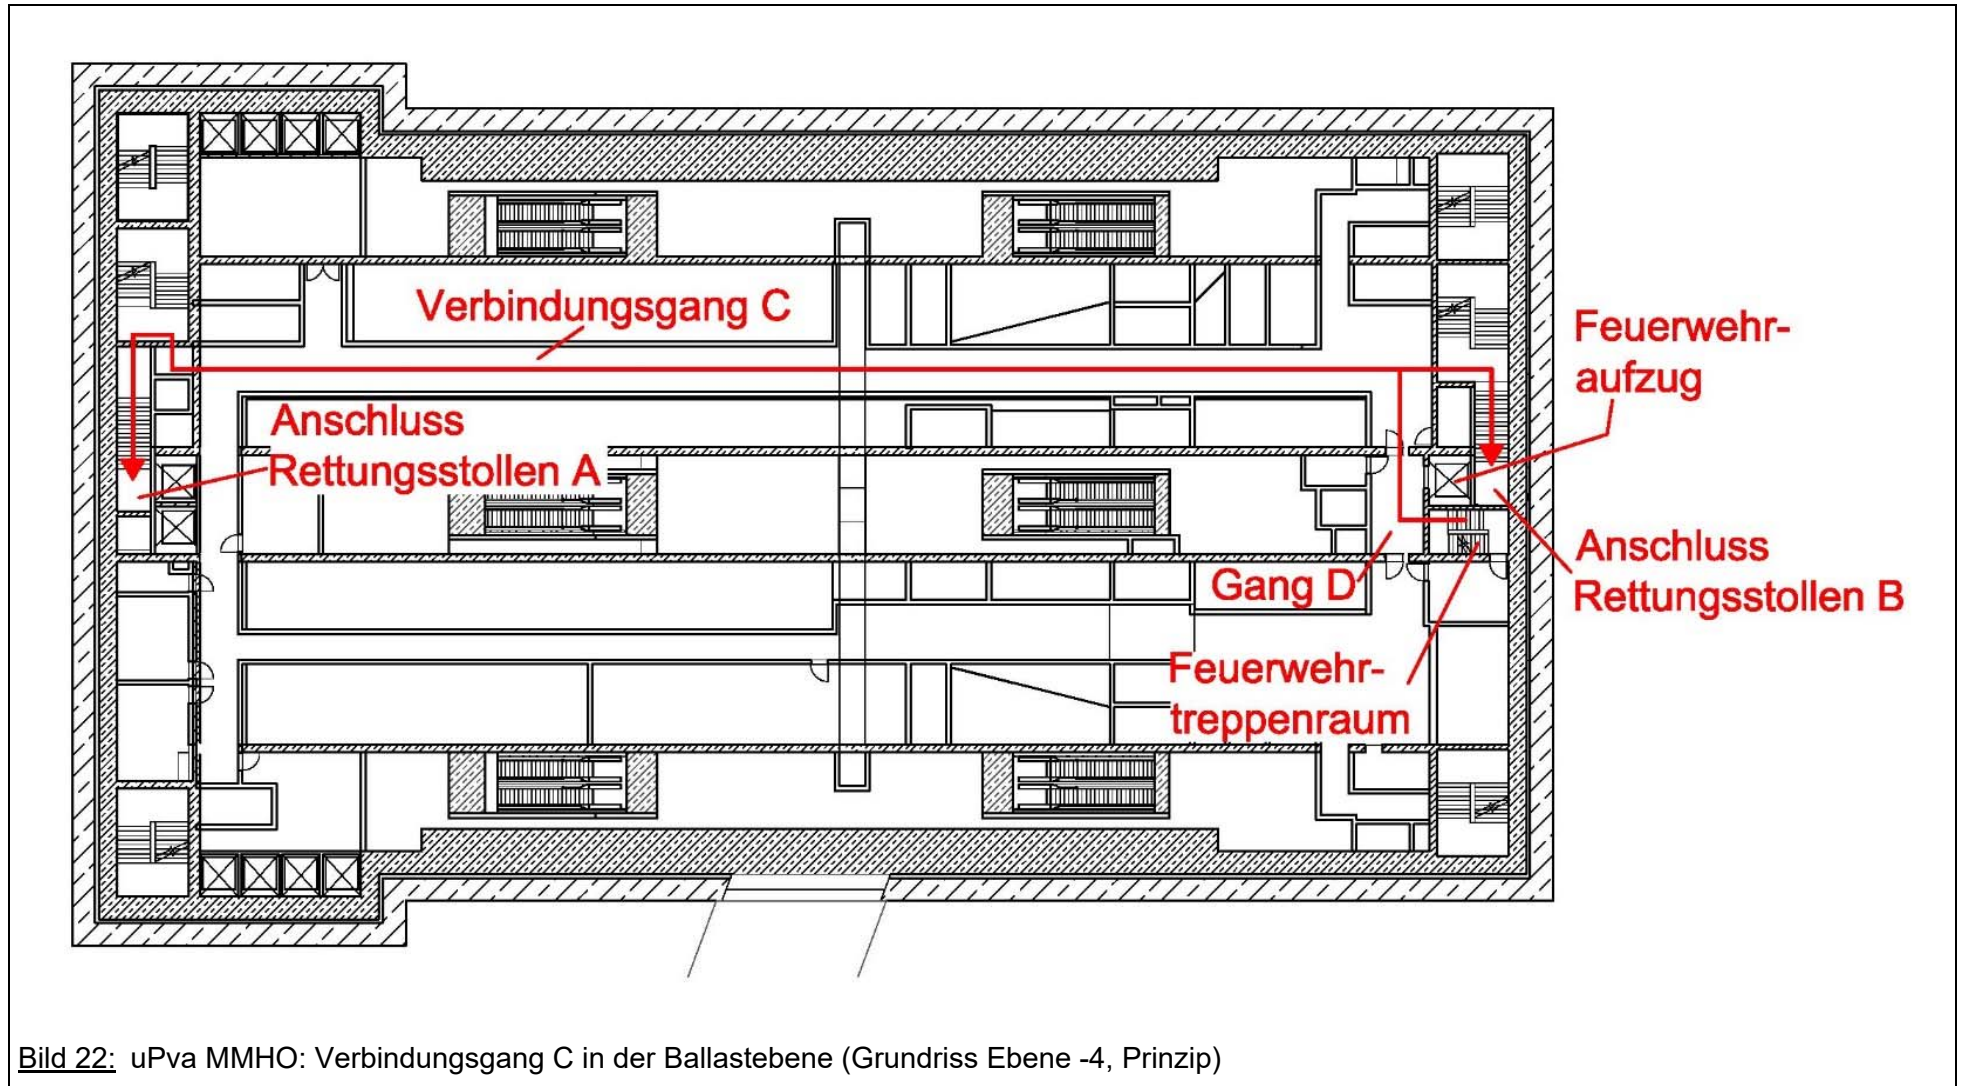 Verbindungsgang C
Feuerwehr-
aufzug
Anschluss
Rettungsstollen A
Anschluss
Rettungsstollen B
Gang D
Feuerwehr-
treppenraum
Bild 22: uPva MMHO: Verbindungsgang C in der Ballastebene (Grundriss Ebene -4, Prinzip)